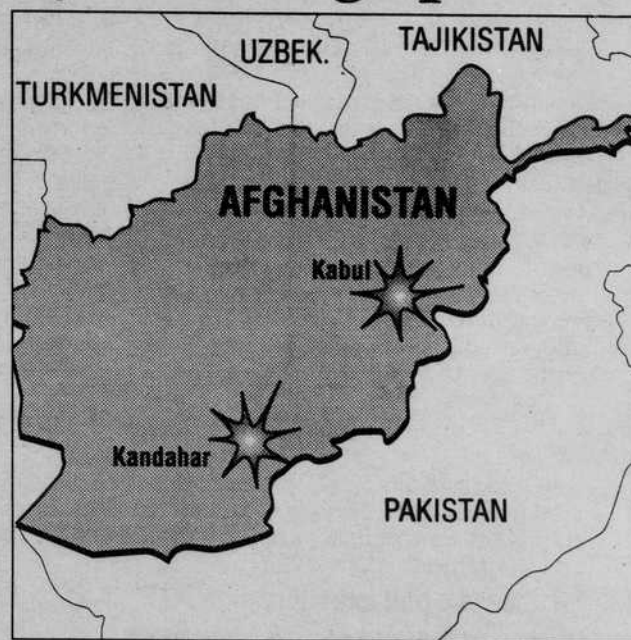 UZBEK.
TAJIKISTAN
TURKMENISTAN
AFGHANISTAN
Kabul
Kandahar
PAKISTAN